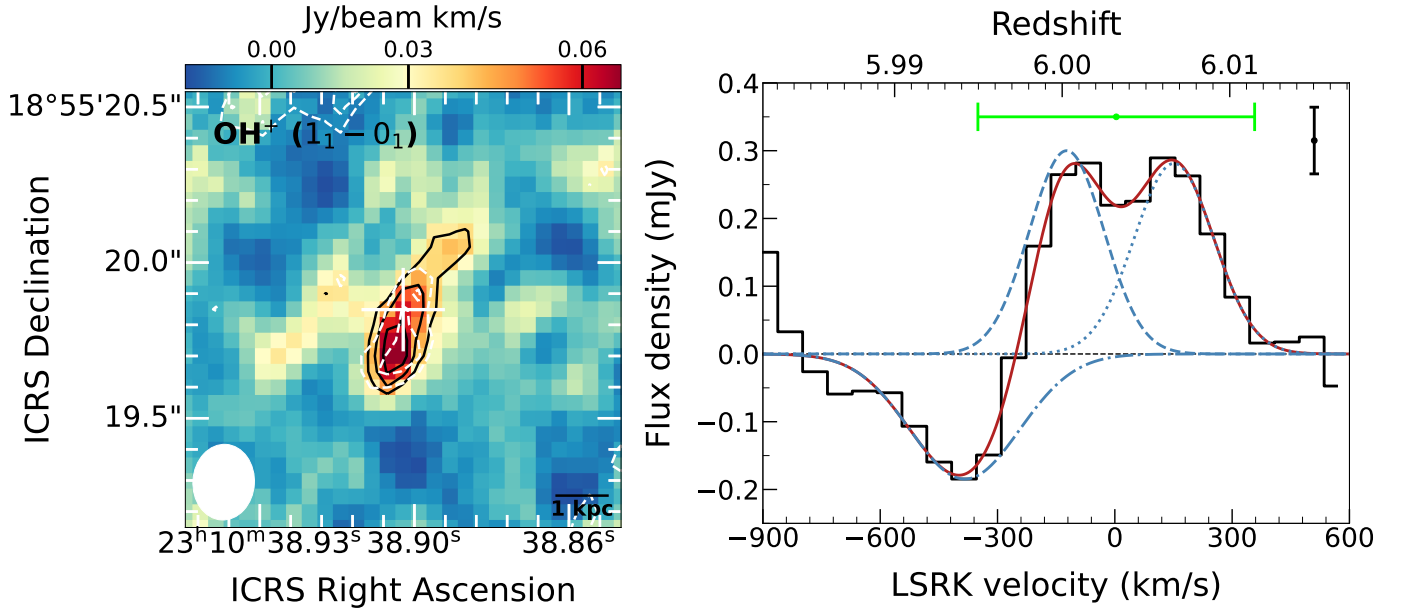 Jy/beam km/s
0.00 0.03 0.06
OH⁺ (1₁ − 0₁)
18°55'20.5"
20.0"
19.5"
ICRS Declination
1 kpc
23ʰ10ᵐ38.93ˢ 38.90ˢ 38.86ˢ
ICRS Right Ascension
Redshift
5.99 6.00 6.01
0.4
0.3
0.2
0.1
0.0
−0.1
−0.2
Flux density (mJy)
−900 −600 −300 0 300 600
LSRK velocity (km/s)